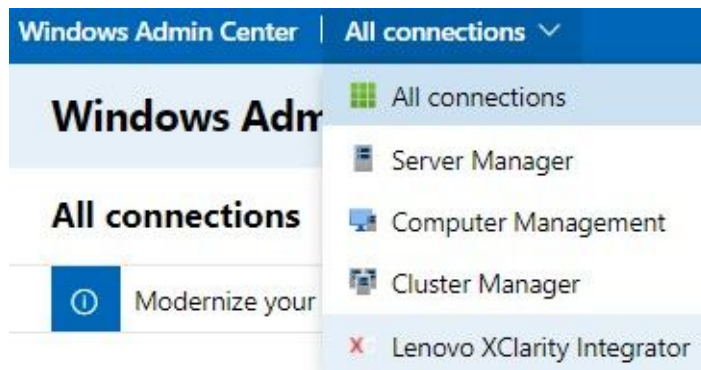 Windows Admin Center | All connections
All connections
Windows Adm
Server Manager
All connections
Computer Management
Cluster Manager
Modernize your
X Lenovo XClarity Integrator